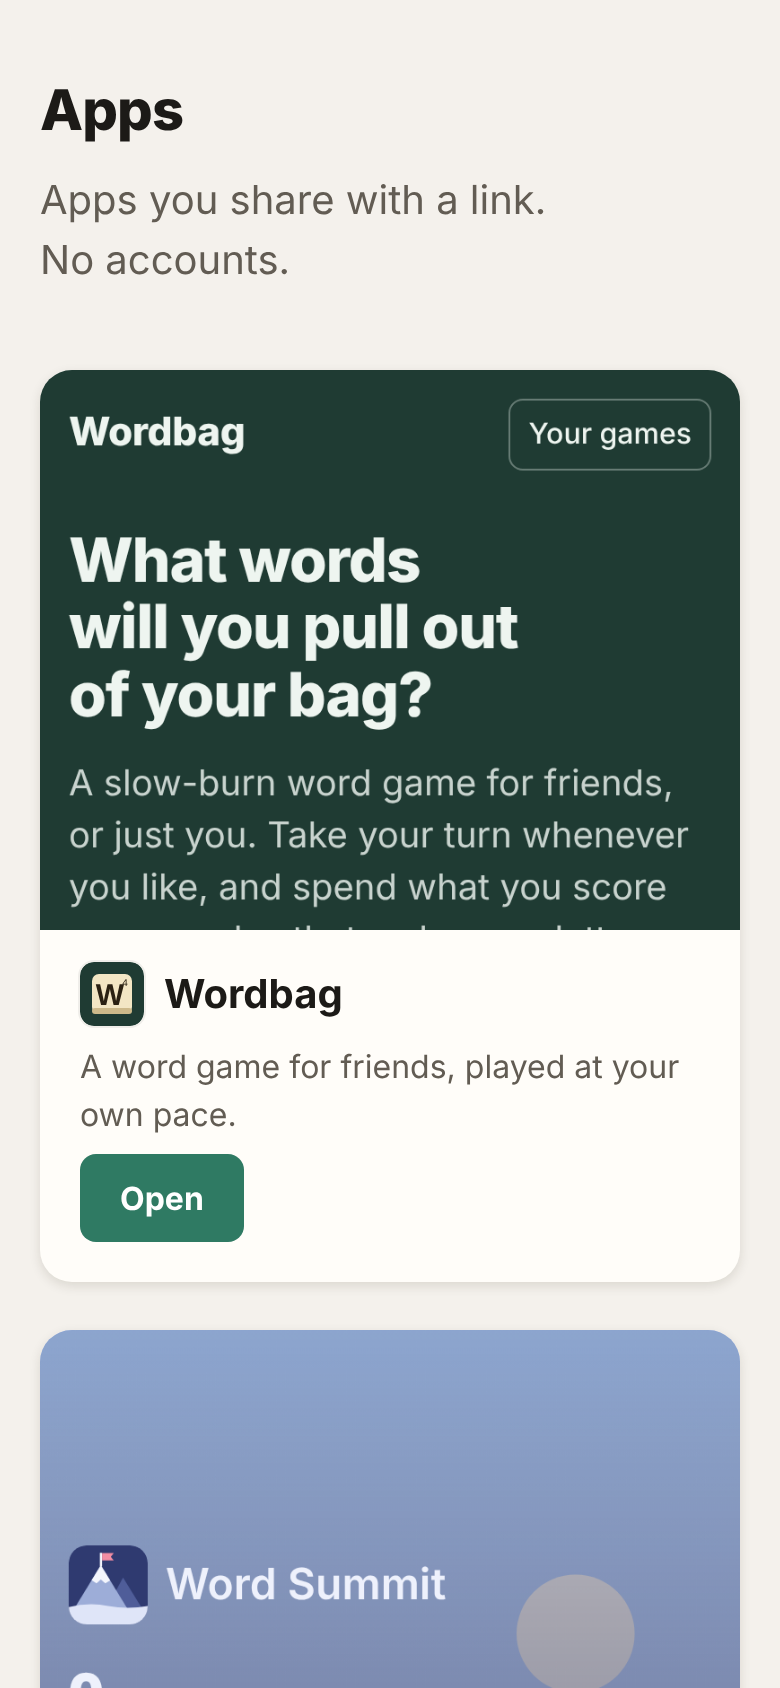 Apps
Apps you share with a link.
No accounts.
Wordbag
Your games
What words
will you pull out
of your bag?
A slow-burn word game for friends,
or just you. Take your turn whenever
you like, and spend what you score
W4
Wordbag
A word game for friends, played at your
own pace.
Open
Word Summit